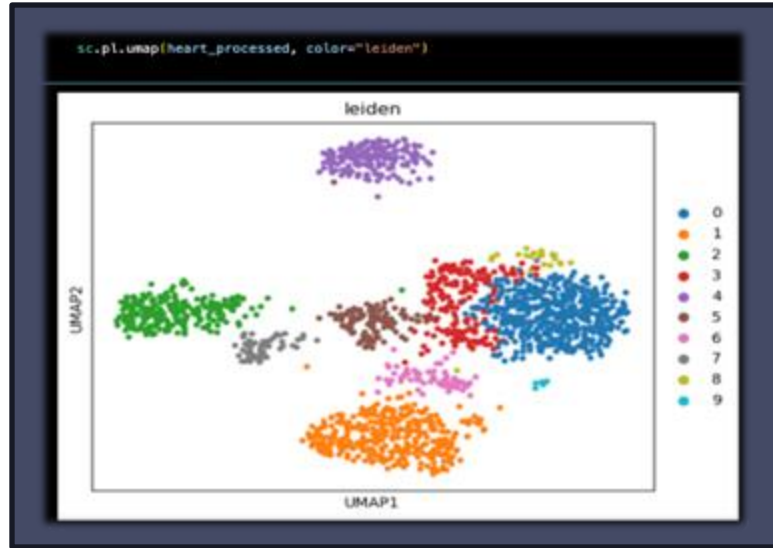 sc.pl.umap(heart_processed, color="leiden")
leiden
UMAP2
0
1
2
3
4
5
6
7
8
9
UMAP1